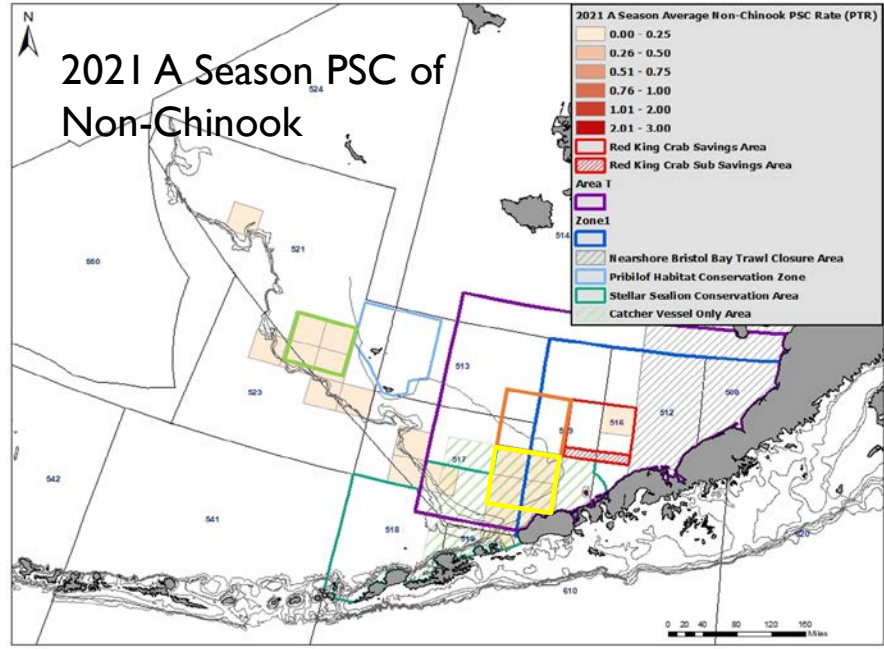 N
2021 A Season PSC of
Non-Chinook
2021 A Season Average Non-Chinook PSC Rate (PTR)
0.00 - 0.25
0.26 - 0.50
0.51 - 0.75
0.76 - 1.00
1.01 - 2.00
2.01 - 3.00
Red King Crab Savings Area
Red King Crab Sub Savings Area
Area T
Zone1
Nearshore Bristol Bay Trawl Closure Area
Pribilof Habitat Conservation Zone
Stellar Sealion Conservation Area
Catcher Vessel Only Area
524
514
521
550
513
508
512
516
523
517
542
541
518
519
620
610
0 20 40 80 120 160
Miles